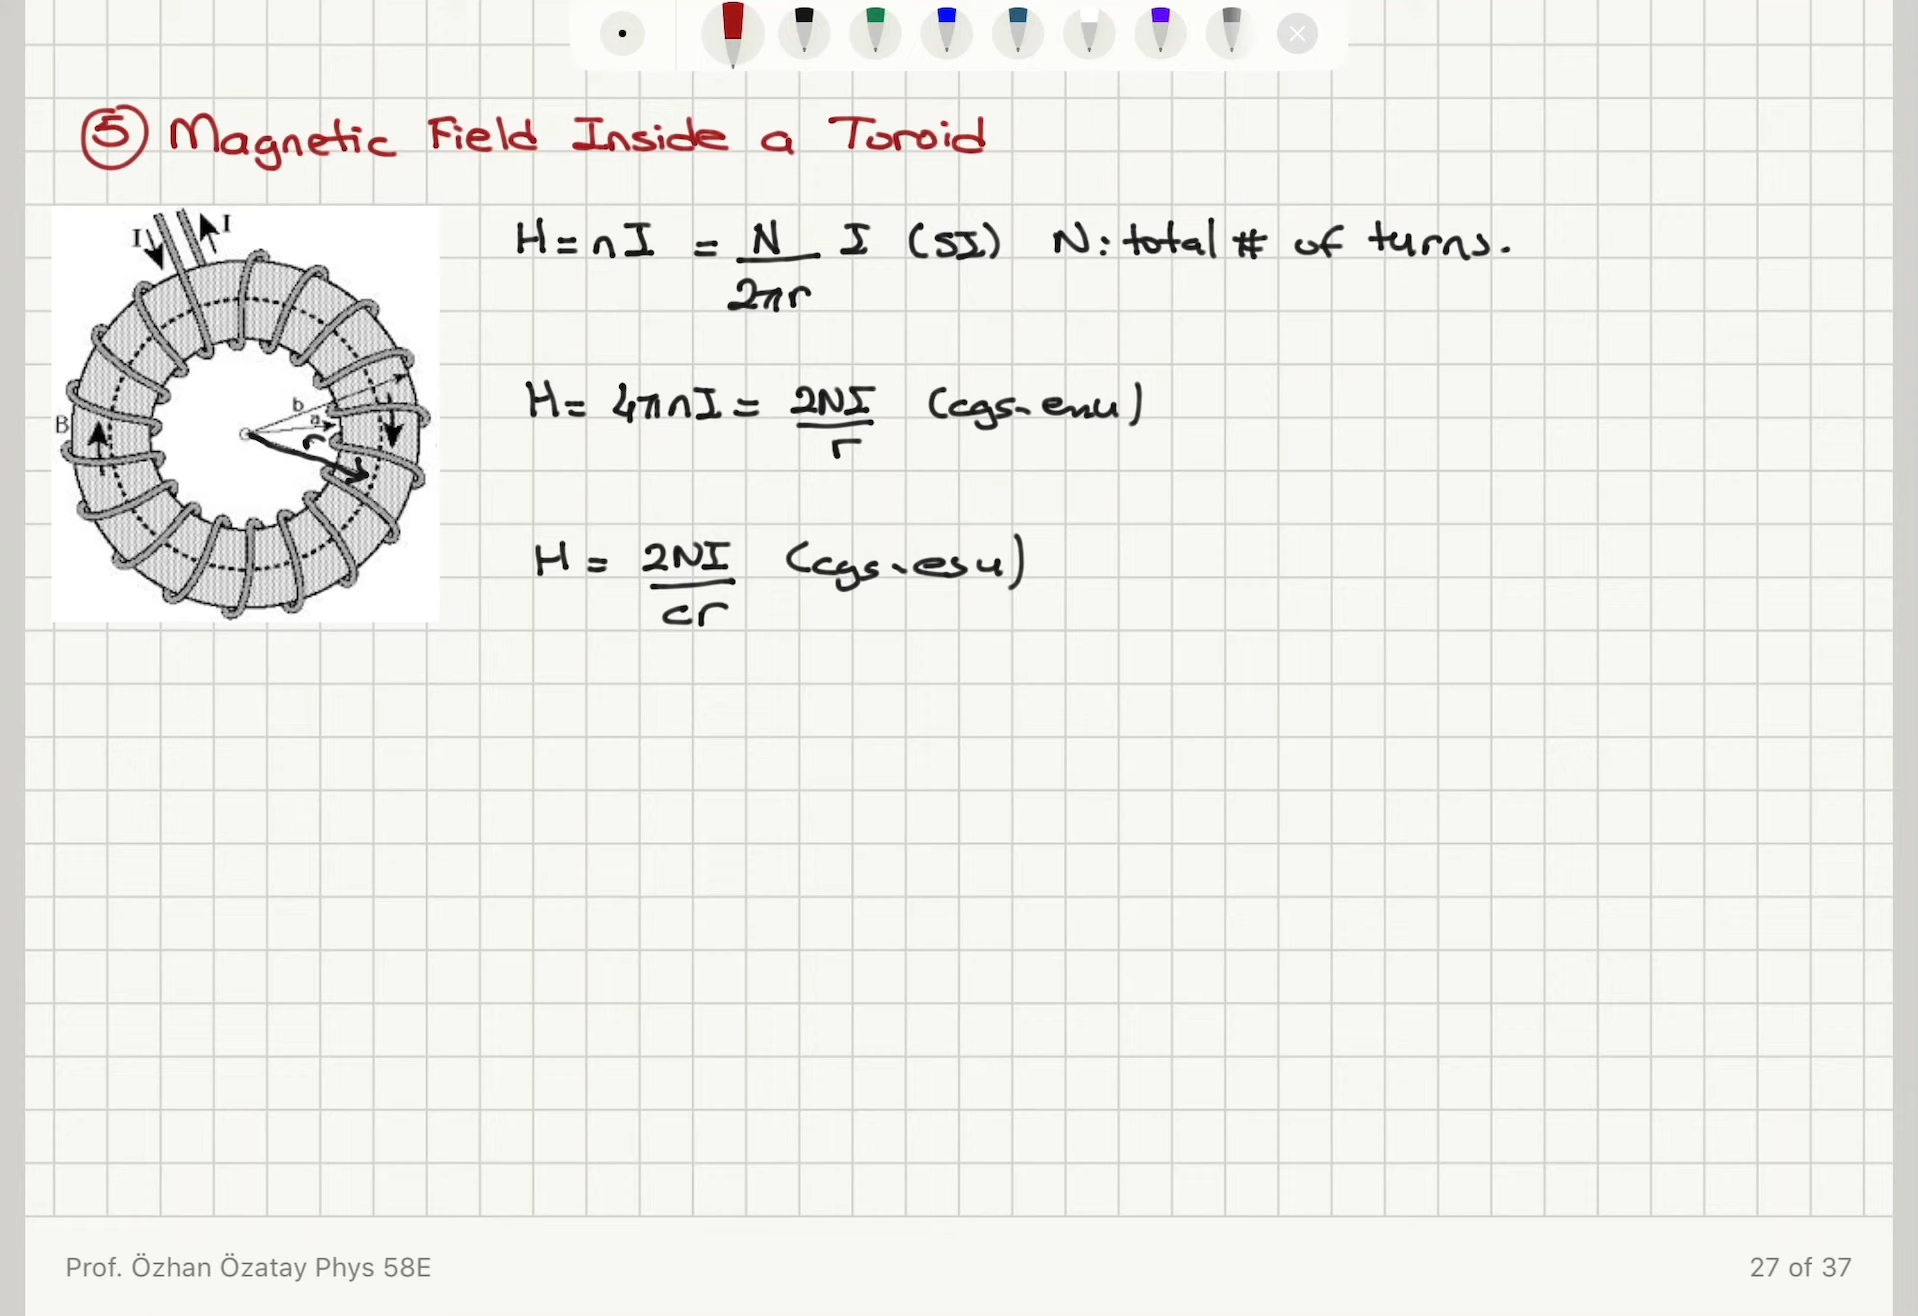 ⑤ Magnetic Field Inside a Toroid
I I
H = nI = N/2πr I (SI) N: total # of turns.
b
a
B
r
H = 4πnI = 2NI/r (cgs-emu)
H = 2NI/cr (cgs-esu)
Prof. Özhan Özatay Phys 58E
27 of 37